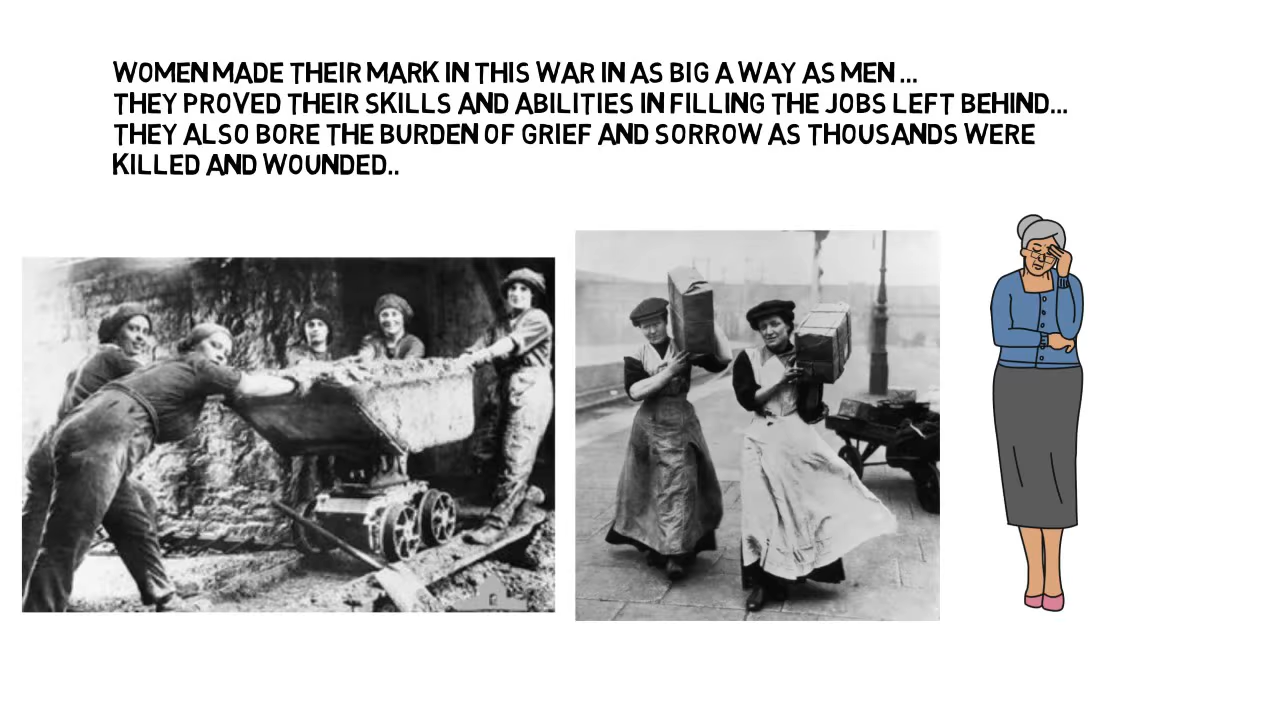 WOMEN MADE THEIR MARK IN THIS WAR IN AS BIG A WAY AS MEN ...
THEY PROVED THEIR SKILLS AND ABILITIES IN FILLING THE JOBS LEFT BEHIND...
THEY ALSO BORE THE BURDEN OF GRIEF AND SORROW AS THOUSANDS WERE
KILLED AND WOUNDED..